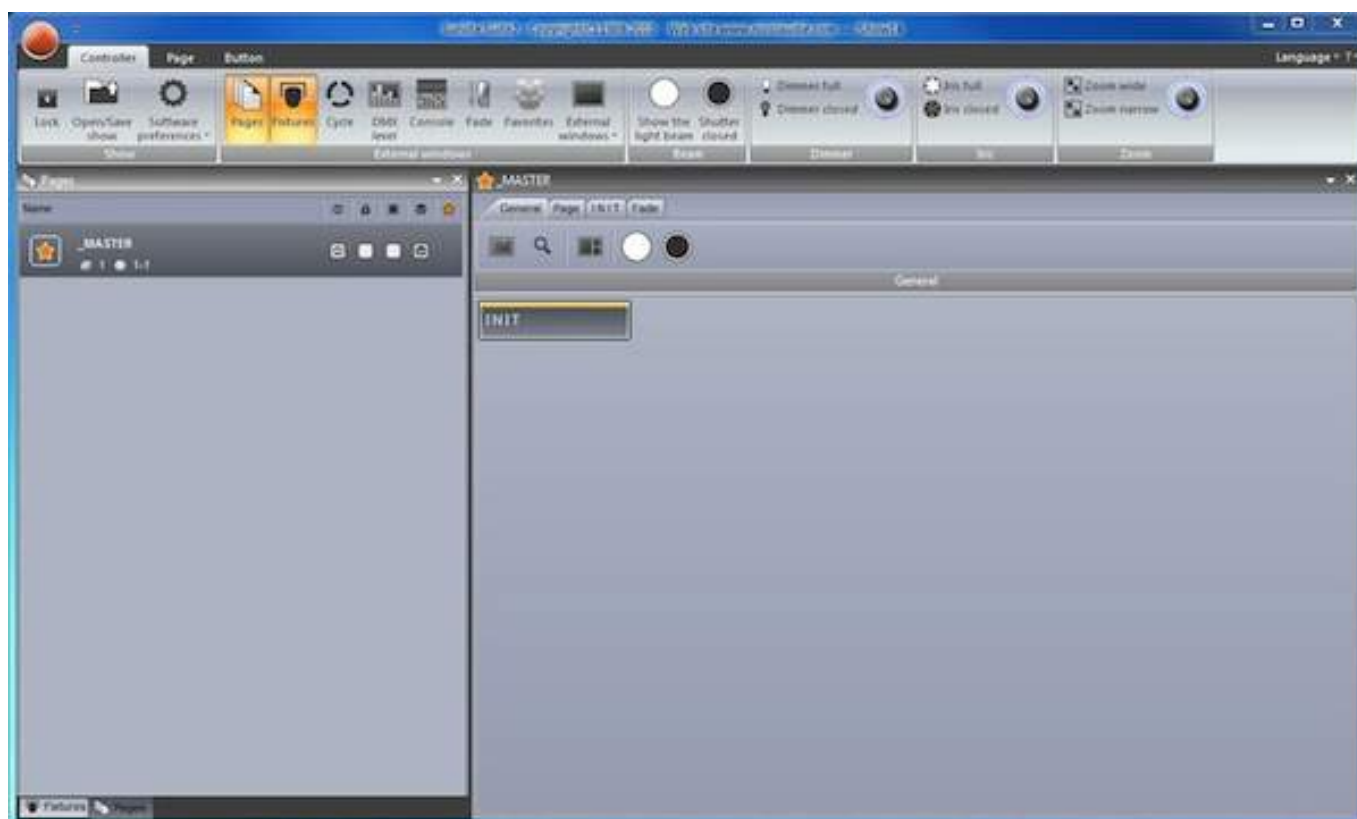 Controller Page Button Language
Lock Open/Save show Software preferences Pages Fixtures Cycle DMX level Console Fade Favorites External windows Show the light beam Shutter closed Dimmer full Dimmer closed Iris full Iris closed Zoom wide Zoom narrow
Show External windows Beam Dimmer Iris Zoom
Pages _MASTER
Name General Page INIT Fade
_MASTER
1 1-1
General
INIT
Fixtures Pages